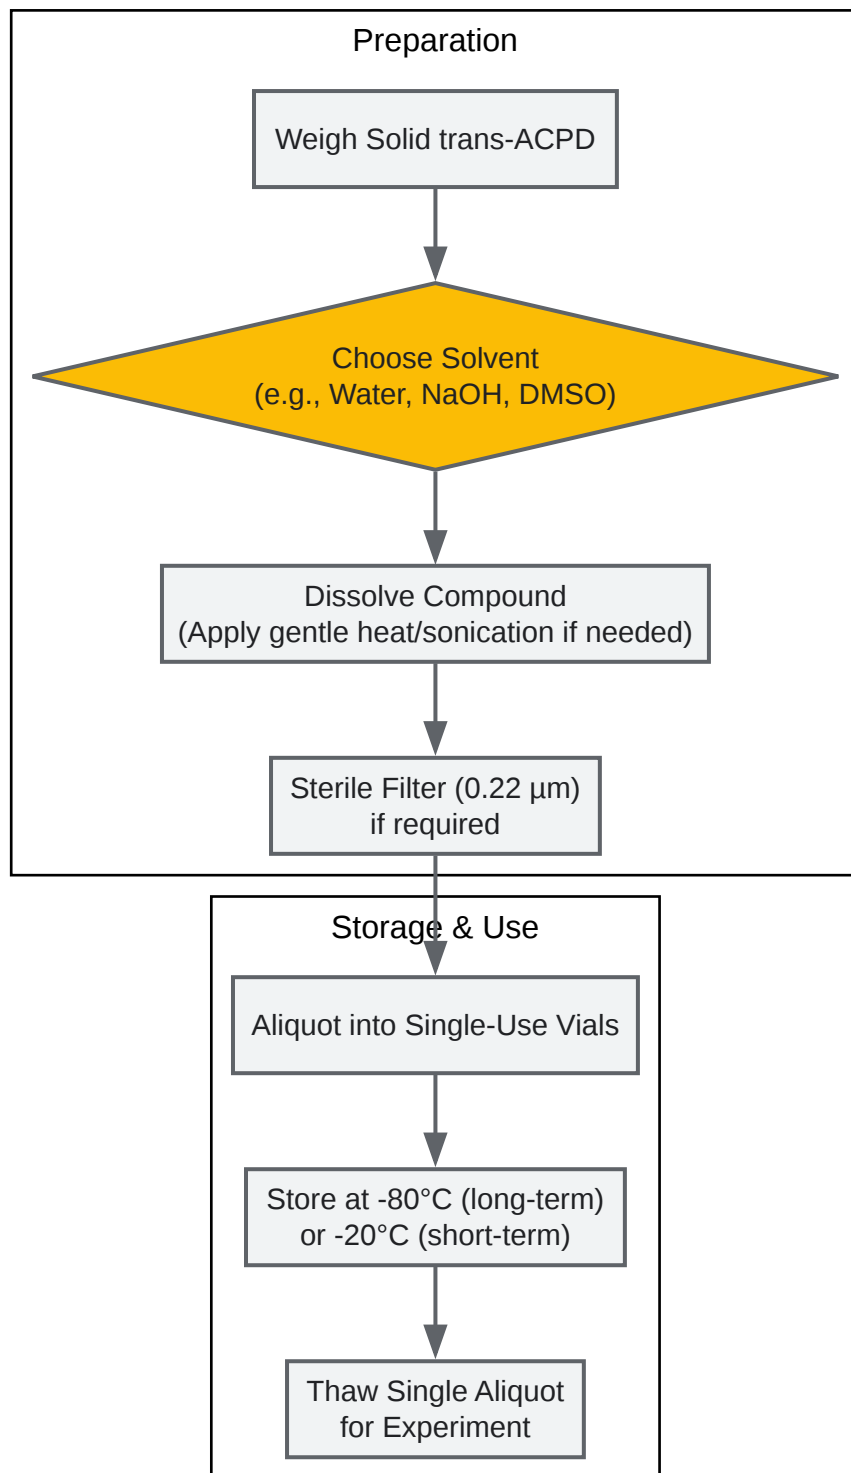 Preparation
Weigh Solid trans-ACPD
Choose Solvent
(e.g., Water, NaOH, DMSO)
Dissolve Compound
(Apply gentle heat/sonication if needed)
Sterile Filter (0.22 µm)
if required
Storage & Use
Aliquot into Single-Use Vials
Store at -80°C (long-term)
or -20°C (short-term)
Thaw Single Aliquot
for Experiment